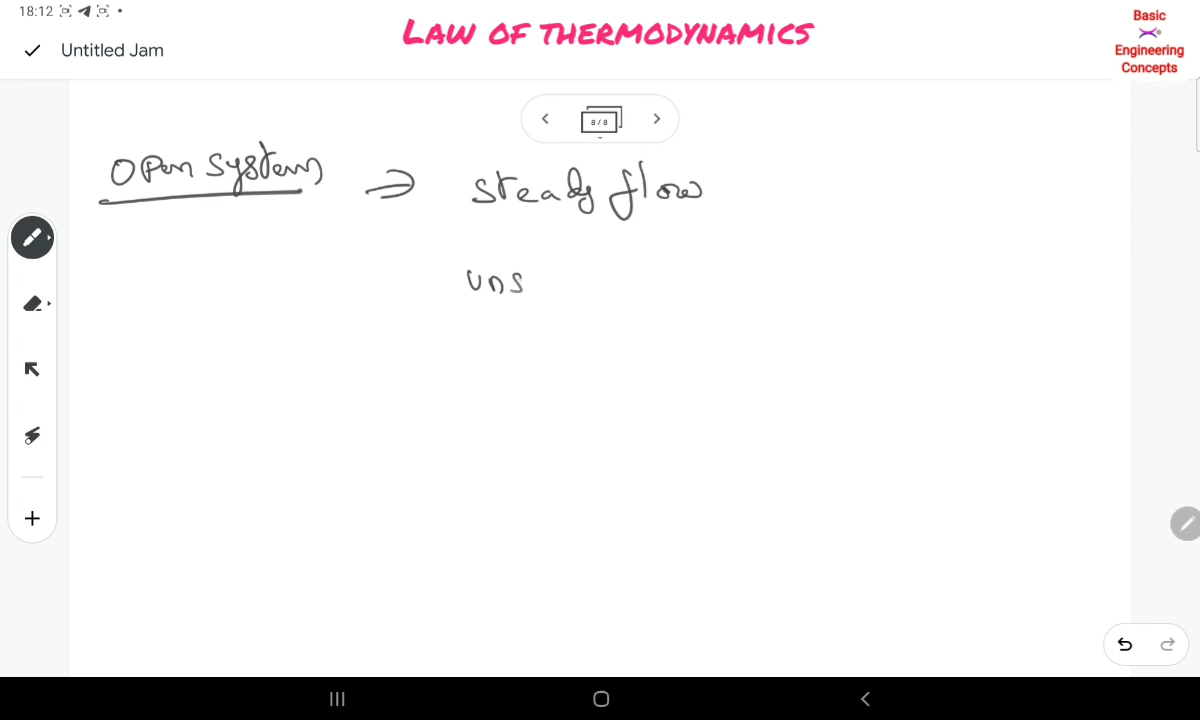 18:12
Law of thermodynamics
Basic
Engineering
Concepts
Untitled Jam
8/8
open system ⇒ steady flow
uns